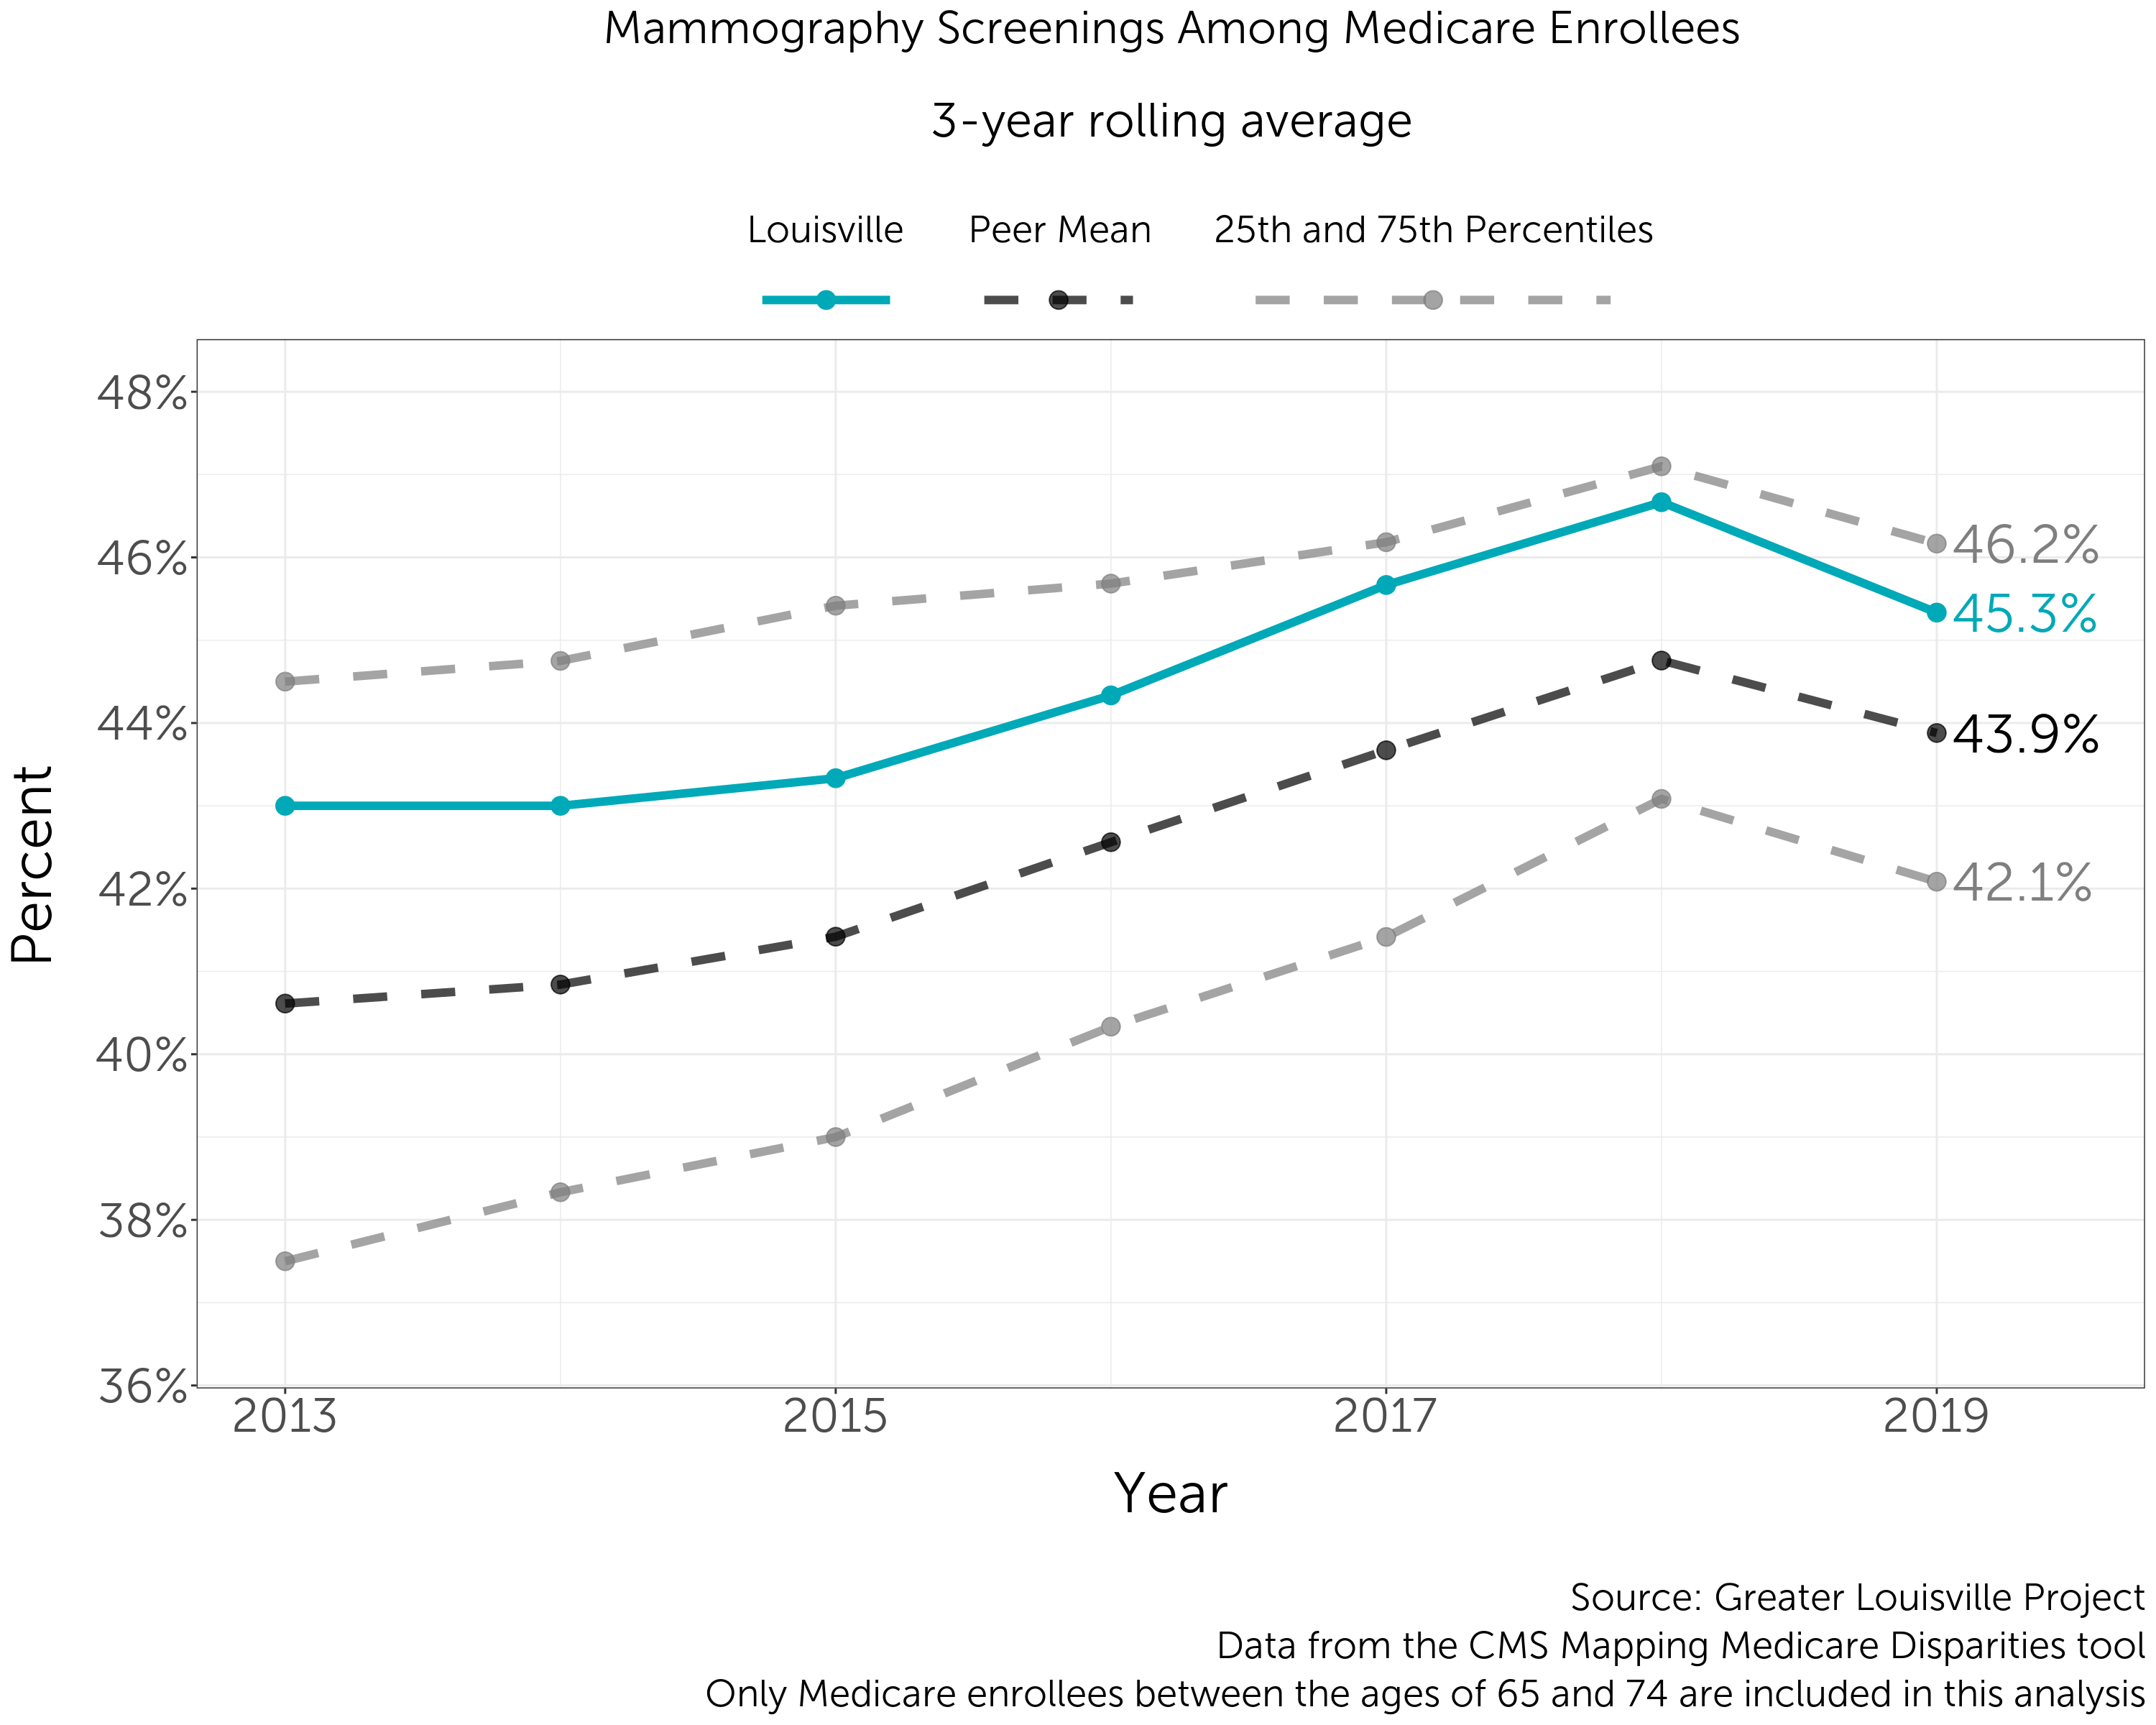 Mammography Screenings Among Medicare Enrollees
3-year rolling average
Louisville Peer Mean 25th and 75th Percentiles
48%
46%
44%
42%
40%
38%
36%
Percent
46.2%
45.3%
43.9%
42.1%
2013 2015 2017 2019
Year
Source: Greater Louisville Project
Data from the CMS Mapping Medicare Disparities tool
Only Medicare enrollees between the ages of 65 and 74 are included in this analysis